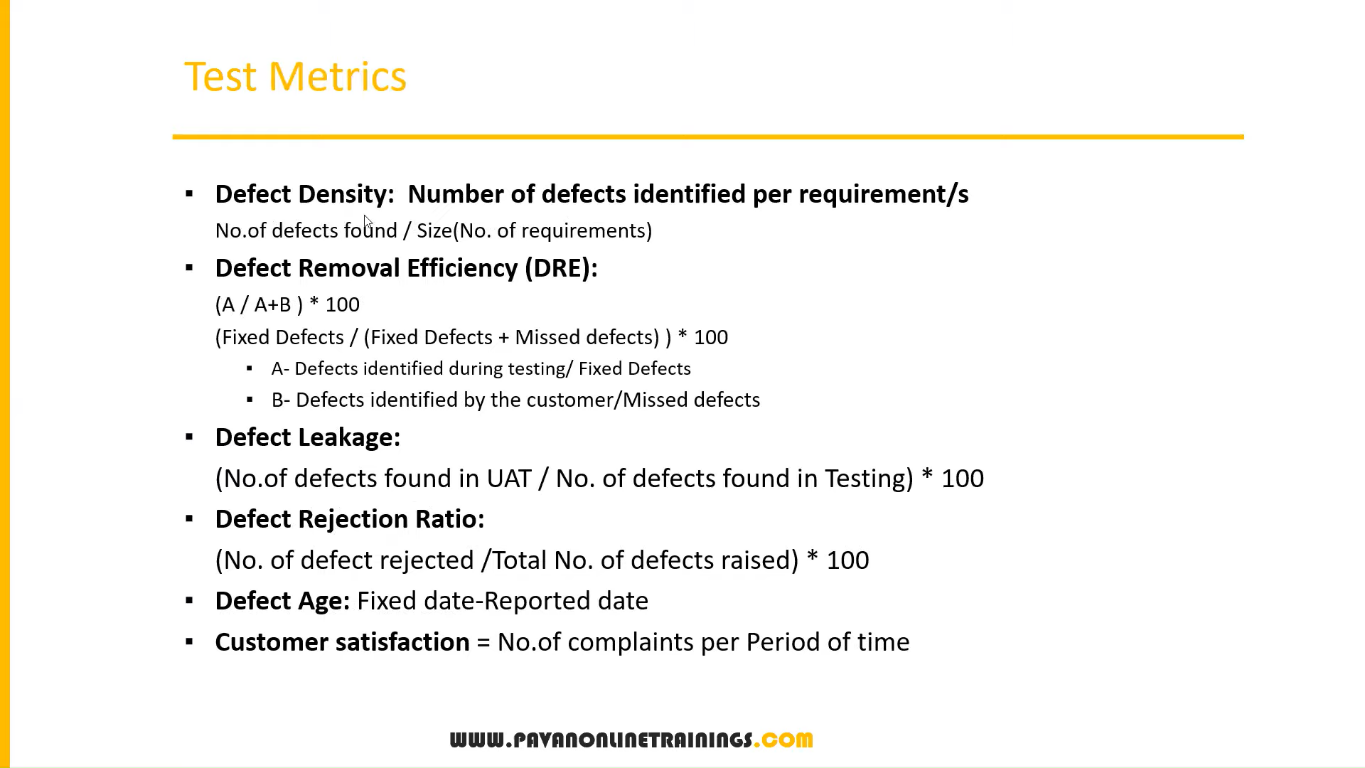 Test Metrics
▪ Defect Density:  Number of defects identified per requirement/s
No.of defects found / Size(No. of requirements)
▪ Defect Removal Efficiency (DRE):
(A / A+B ) * 100
(Fixed Defects / (Fixed Defects + Missed defects) ) * 100
▪ A- Defects identified during testing/ Fixed Defects
▪ B- Defects identified by the customer/Missed defects
▪ Defect Leakage:
(No.of defects found in UAT / No. of defects found in Testing) * 100
▪ Defect Rejection Ratio:
(No. of defect rejected /Total No. of defects raised) * 100
▪ Defect Age: Fixed date-Reported date
▪ Customer satisfaction = No.of complaints per Period of time
WWW.PAVANONLINETRAININGS.COM